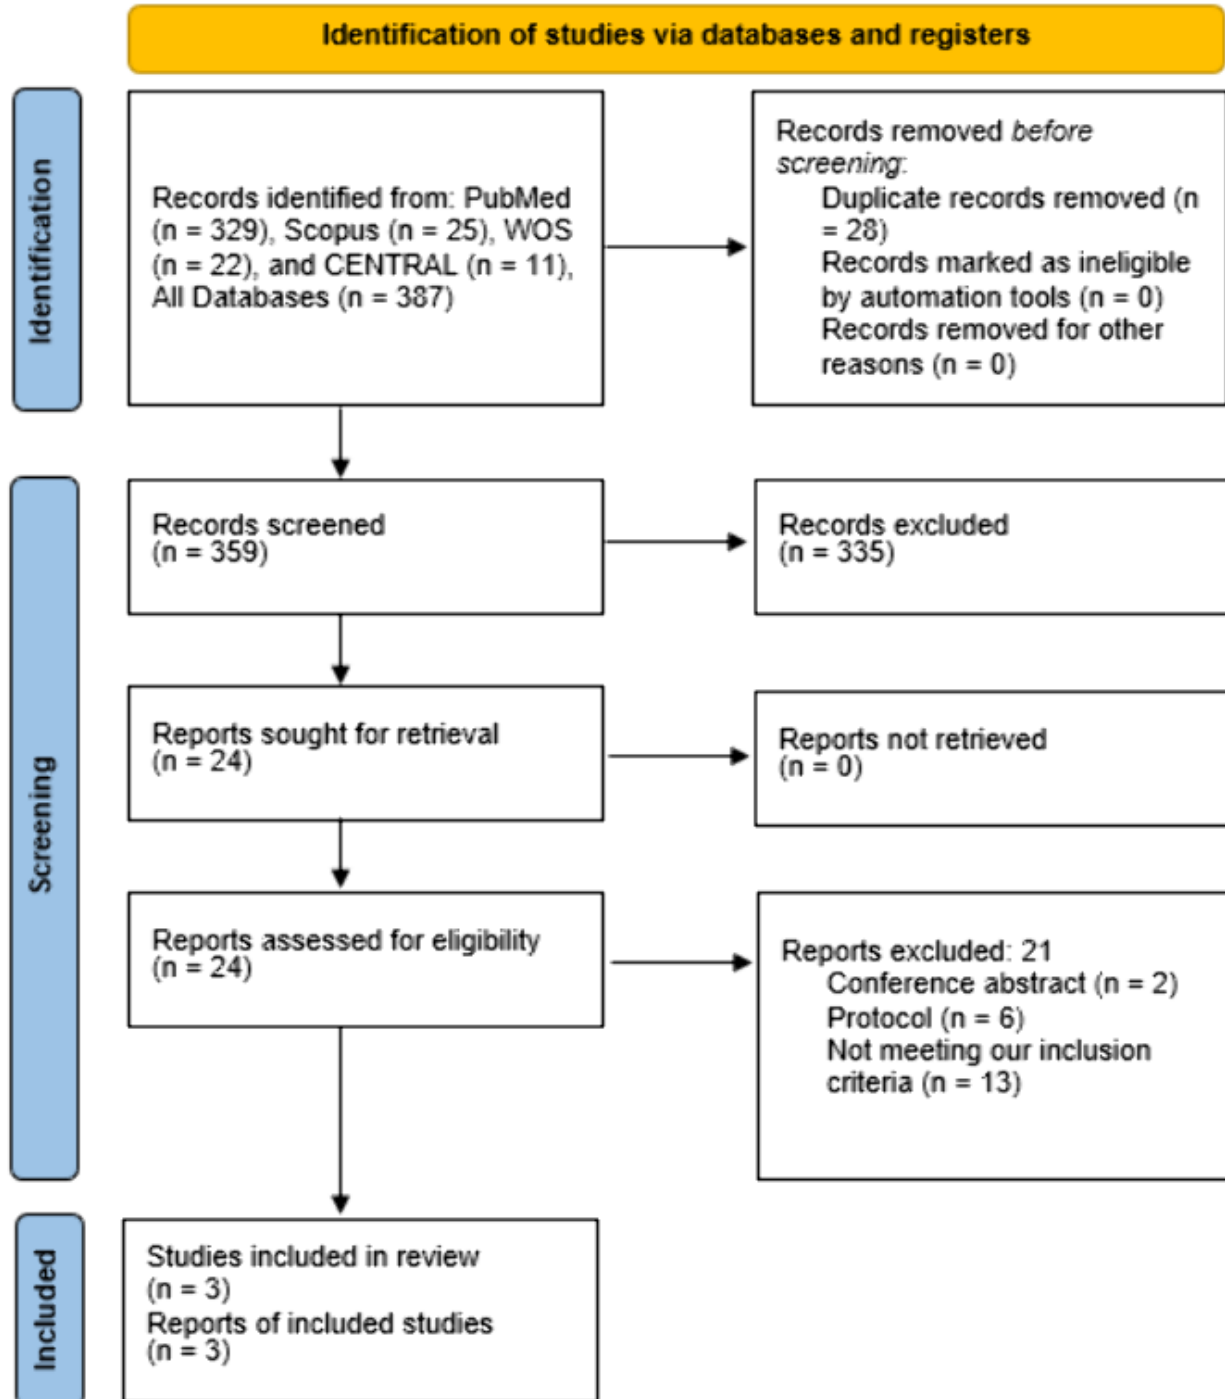 Identification of studies via databases and registers
Identification
Records identified from: PubMed
(n = 329), Scopus (n = 25), WOS
(n = 22), and CENTRAL (n = 11),
All Databases (n = 387)
Records removed before
screening:
Duplicate records removed (n
= 28)
Records marked as ineligible
by automation tools (n = 0)
Records removed for other
reasons (n = 0)
Screening
Records screened
(n = 359)
Records excluded
(n = 335)
Reports sought for retrieval
(n = 24)
Reports not retrieved
(n = 0)
Reports assessed for eligibility
(n = 24)
Reports excluded: 21
Conference abstract (n = 2)
Protocol (n = 6)
Not meeting our inclusion
criteria (n = 13)
Included
Studies included in review
(n = 3)
Reports of included studies
(n = 3)